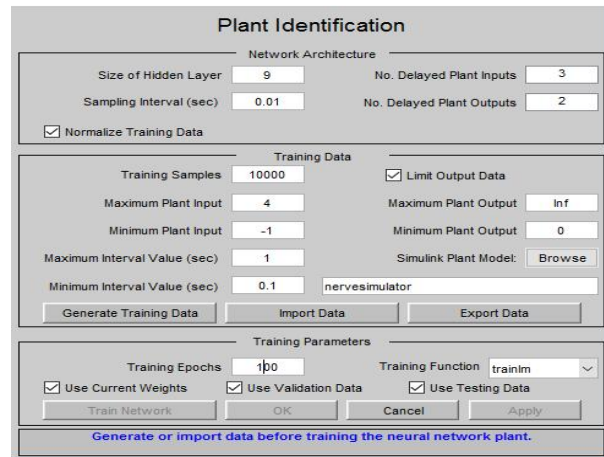 Plant Identification
Network Architecture
Size of Hidden Layer 9 No. Delayed Plant Inputs 3
Sampling Interval (sec) 0.01 No. Delayed Plant Outputs 2
Normalize Training Data
Training Data
Training Samples 10000 Limit Output Data
Maximum Plant Input 4 Maximum Plant Output Inf
Minimum Plant Input -1 Minimum Plant Output 0
Maximum Interval Value (sec) 1 Simulink Plant Model: Browse
Minimum Interval Value (sec) 0.1 nervesimulator
Generate Training Data Import Data Export Data
Training Parameters
Training Epochs 100 Training Function trainlm
Use Current Weights Use Validation Data Use Testing Data
Train Network OK Cancel Apply
Generate or import data before training the neural network plant.